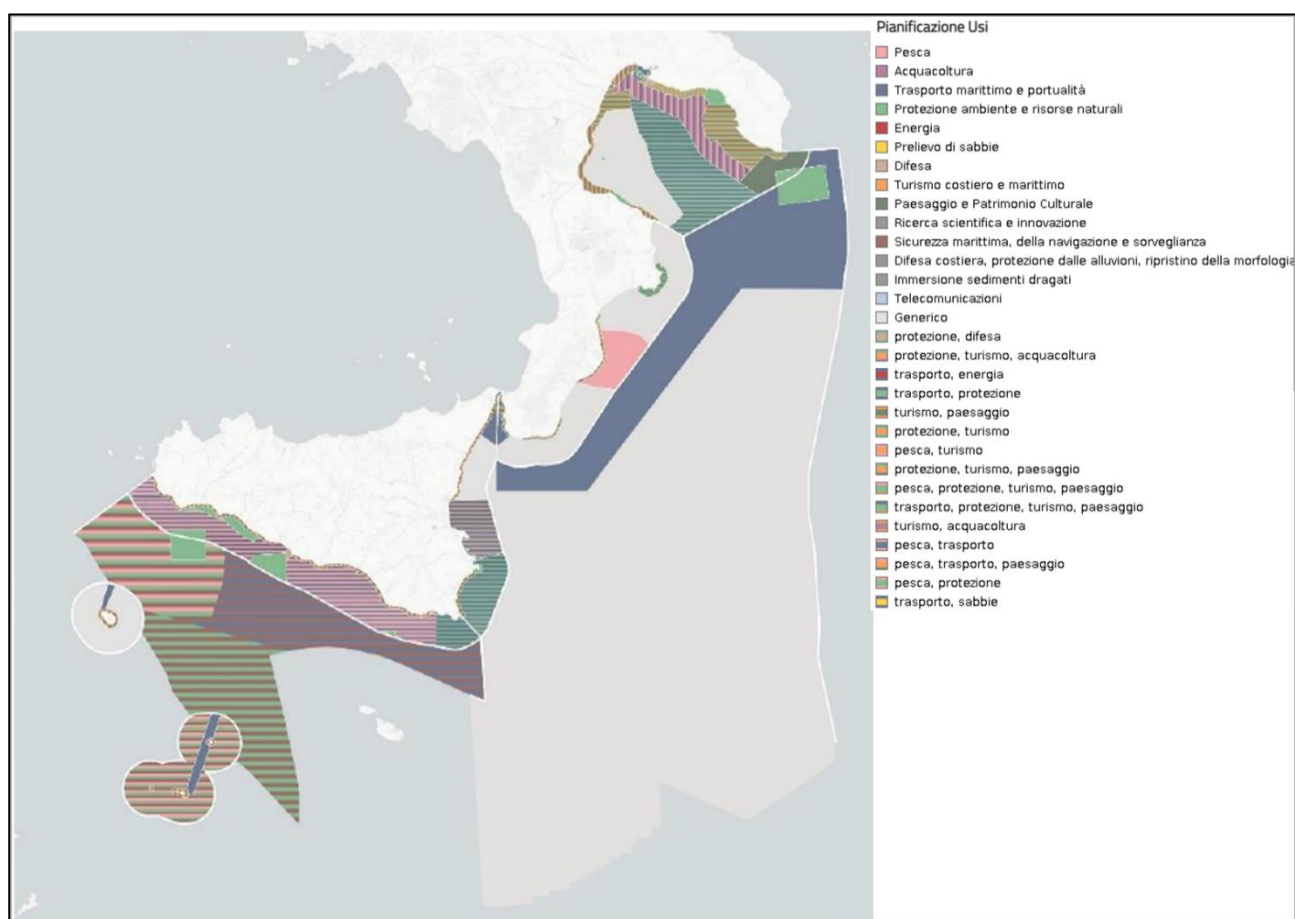 Pianificazione Usi
Pesca
Acquacoltura
Trasporto marittimo e portualità
Protezione ambiente e risorse naturali
Energia
Prelievo di sabbie
Difesa
Turismo costiero e marittimo
Paesaggio e Patrimonio Culturale
Ricerca scientifica e innovazione
Sicurezza marittima, della navigazione e sorveglianza
Difesa costiera, protezione dalle alluvioni, ripristino della morfologia
Immersione sedimenti dragati
Telecomunicazioni
Generico
protezione, difesa
protezione, turismo, acquacoltura
trasporto, energia
trasporto, protezione
turismo, paesaggio
protezione, turismo
pesca, turismo
protezione, turismo, paesaggio
pesca, protezione, turismo, paesaggio
trasporto, protezione, turismo, paesaggio
turismo, acquacoltura
pesca, trasporto
pesca, trasporto, paesaggio
pesca, protezione
trasporto, sabbie